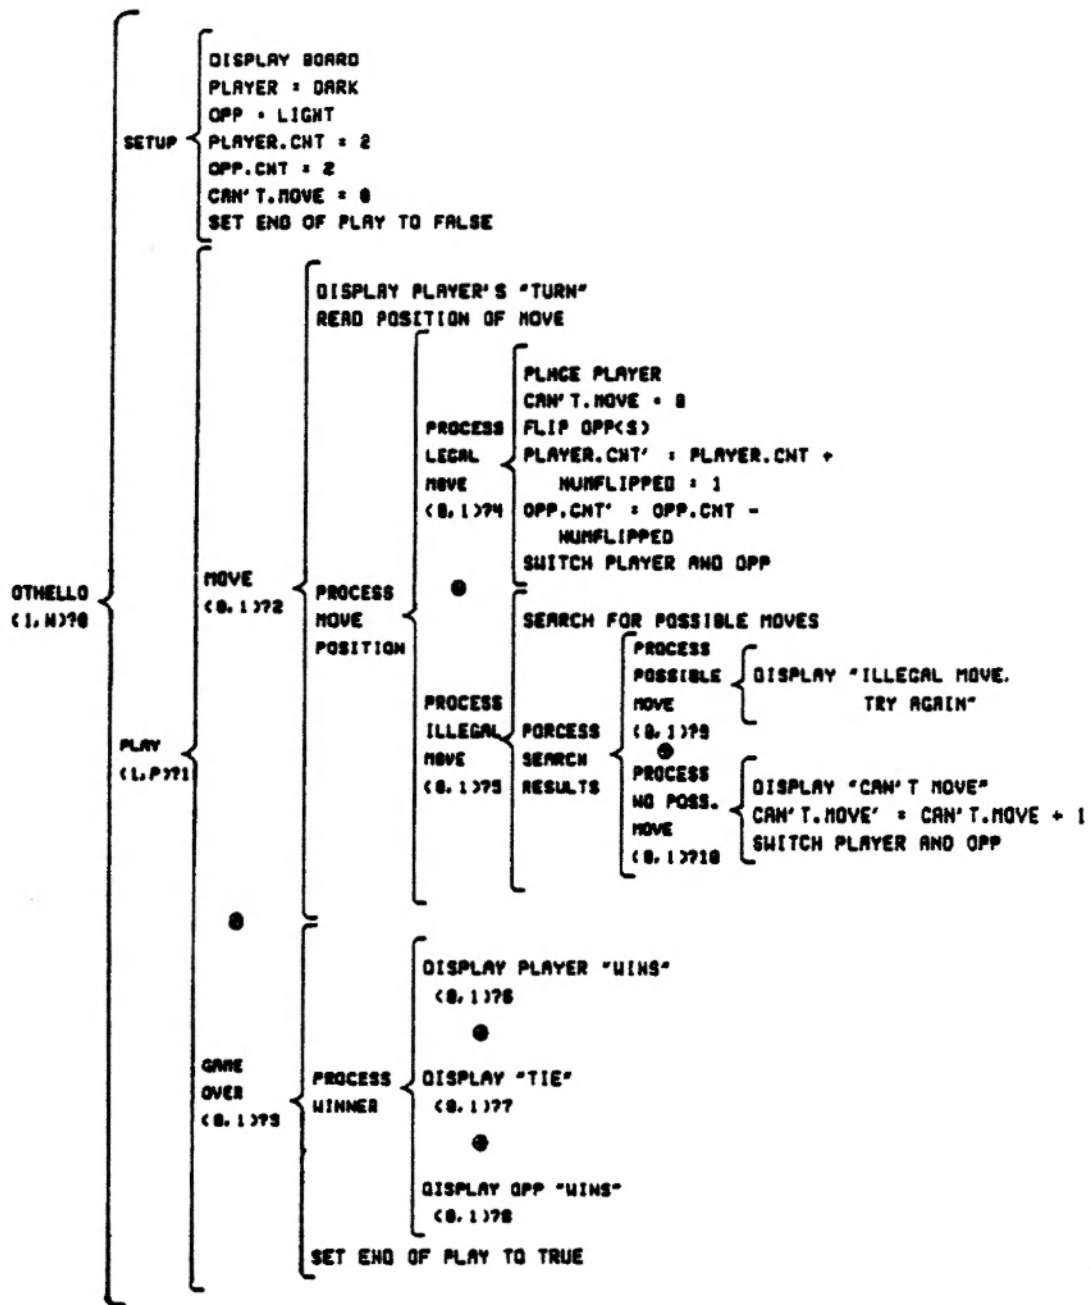 DISPLAY BOARD
PLAYER = DARK
OPP = LIGHT
SETUP
PLAYER.CNT = 2
OPP.CNT = 2
CAN'T.MOVE = 0
SET END OF PLAY TO FALSE
DISPLAY PLAYER'S "TURN"
READ POSITION OF MOVE
PLACE PLAYER
CAN'T.MOVE = 0
FLIP OPP(S)
PROCESS
LEGAL
MOVE
(0,1)?4
PLAYER.CNT' = PLAYER.CNT +
NUMFLIPPED = 1
OPP.CNT' = OPP.CNT -
NUMFLIPPED
SWITCH PLAYER AND OPP
OTHELLO
(1,N)?0
MOVE
(0,1)?2
PROCESS
MOVE
POSITION
SEARCH FOR POSSIBLE MOVES
PROCESS
POSSIBLE
MOVE
(0,1)?9
DISPLAY "ILLEGAL MOVE.
TRY AGAIN"
PROCESS
ILLEGAL
MOVE
(0,1)?5
PORCESS
SEARCH
RESULTS
PLAY
(1,P)?1
PROCESS
NO POSS.
MOVE
(0,1)?10
DISPLAY "CAN'T MOVE"
CAN'T.MOVE' = CAN'T.MOVE + 1
SWITCH PLAYER AND OPP
DISPLAY PLAYER "WINS"
(0,1)?6
GAME
OVER
(0,1)?3
PROCESS
WINNER
DISPLAY "TIE"
(0,1)?7
DISPLAY OPP "WINS"
(0,1)?8
SET END OF PLAY TO TRUE